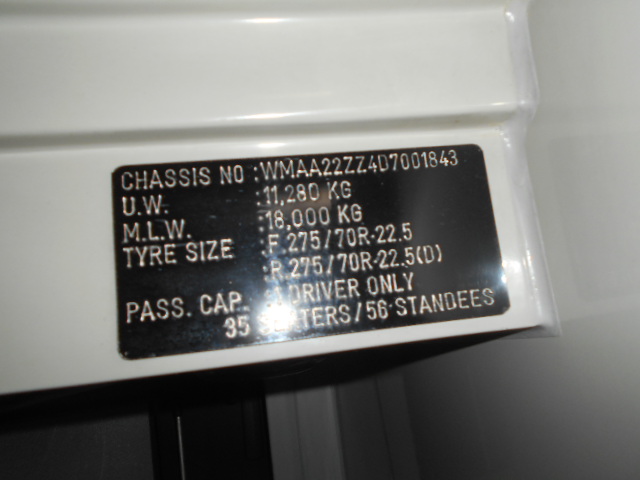 CHASSIS NO :WMAA22ZZ4D7001843
U.W. :11,280 KG
M.L.W. :18,000 KG
TYRE SIZE :F.275/70R·22.5
:R.275/70R·22.5(D)
PASS. CAP. DRIVER ONLY
35 SEATERS/56·STANDEES